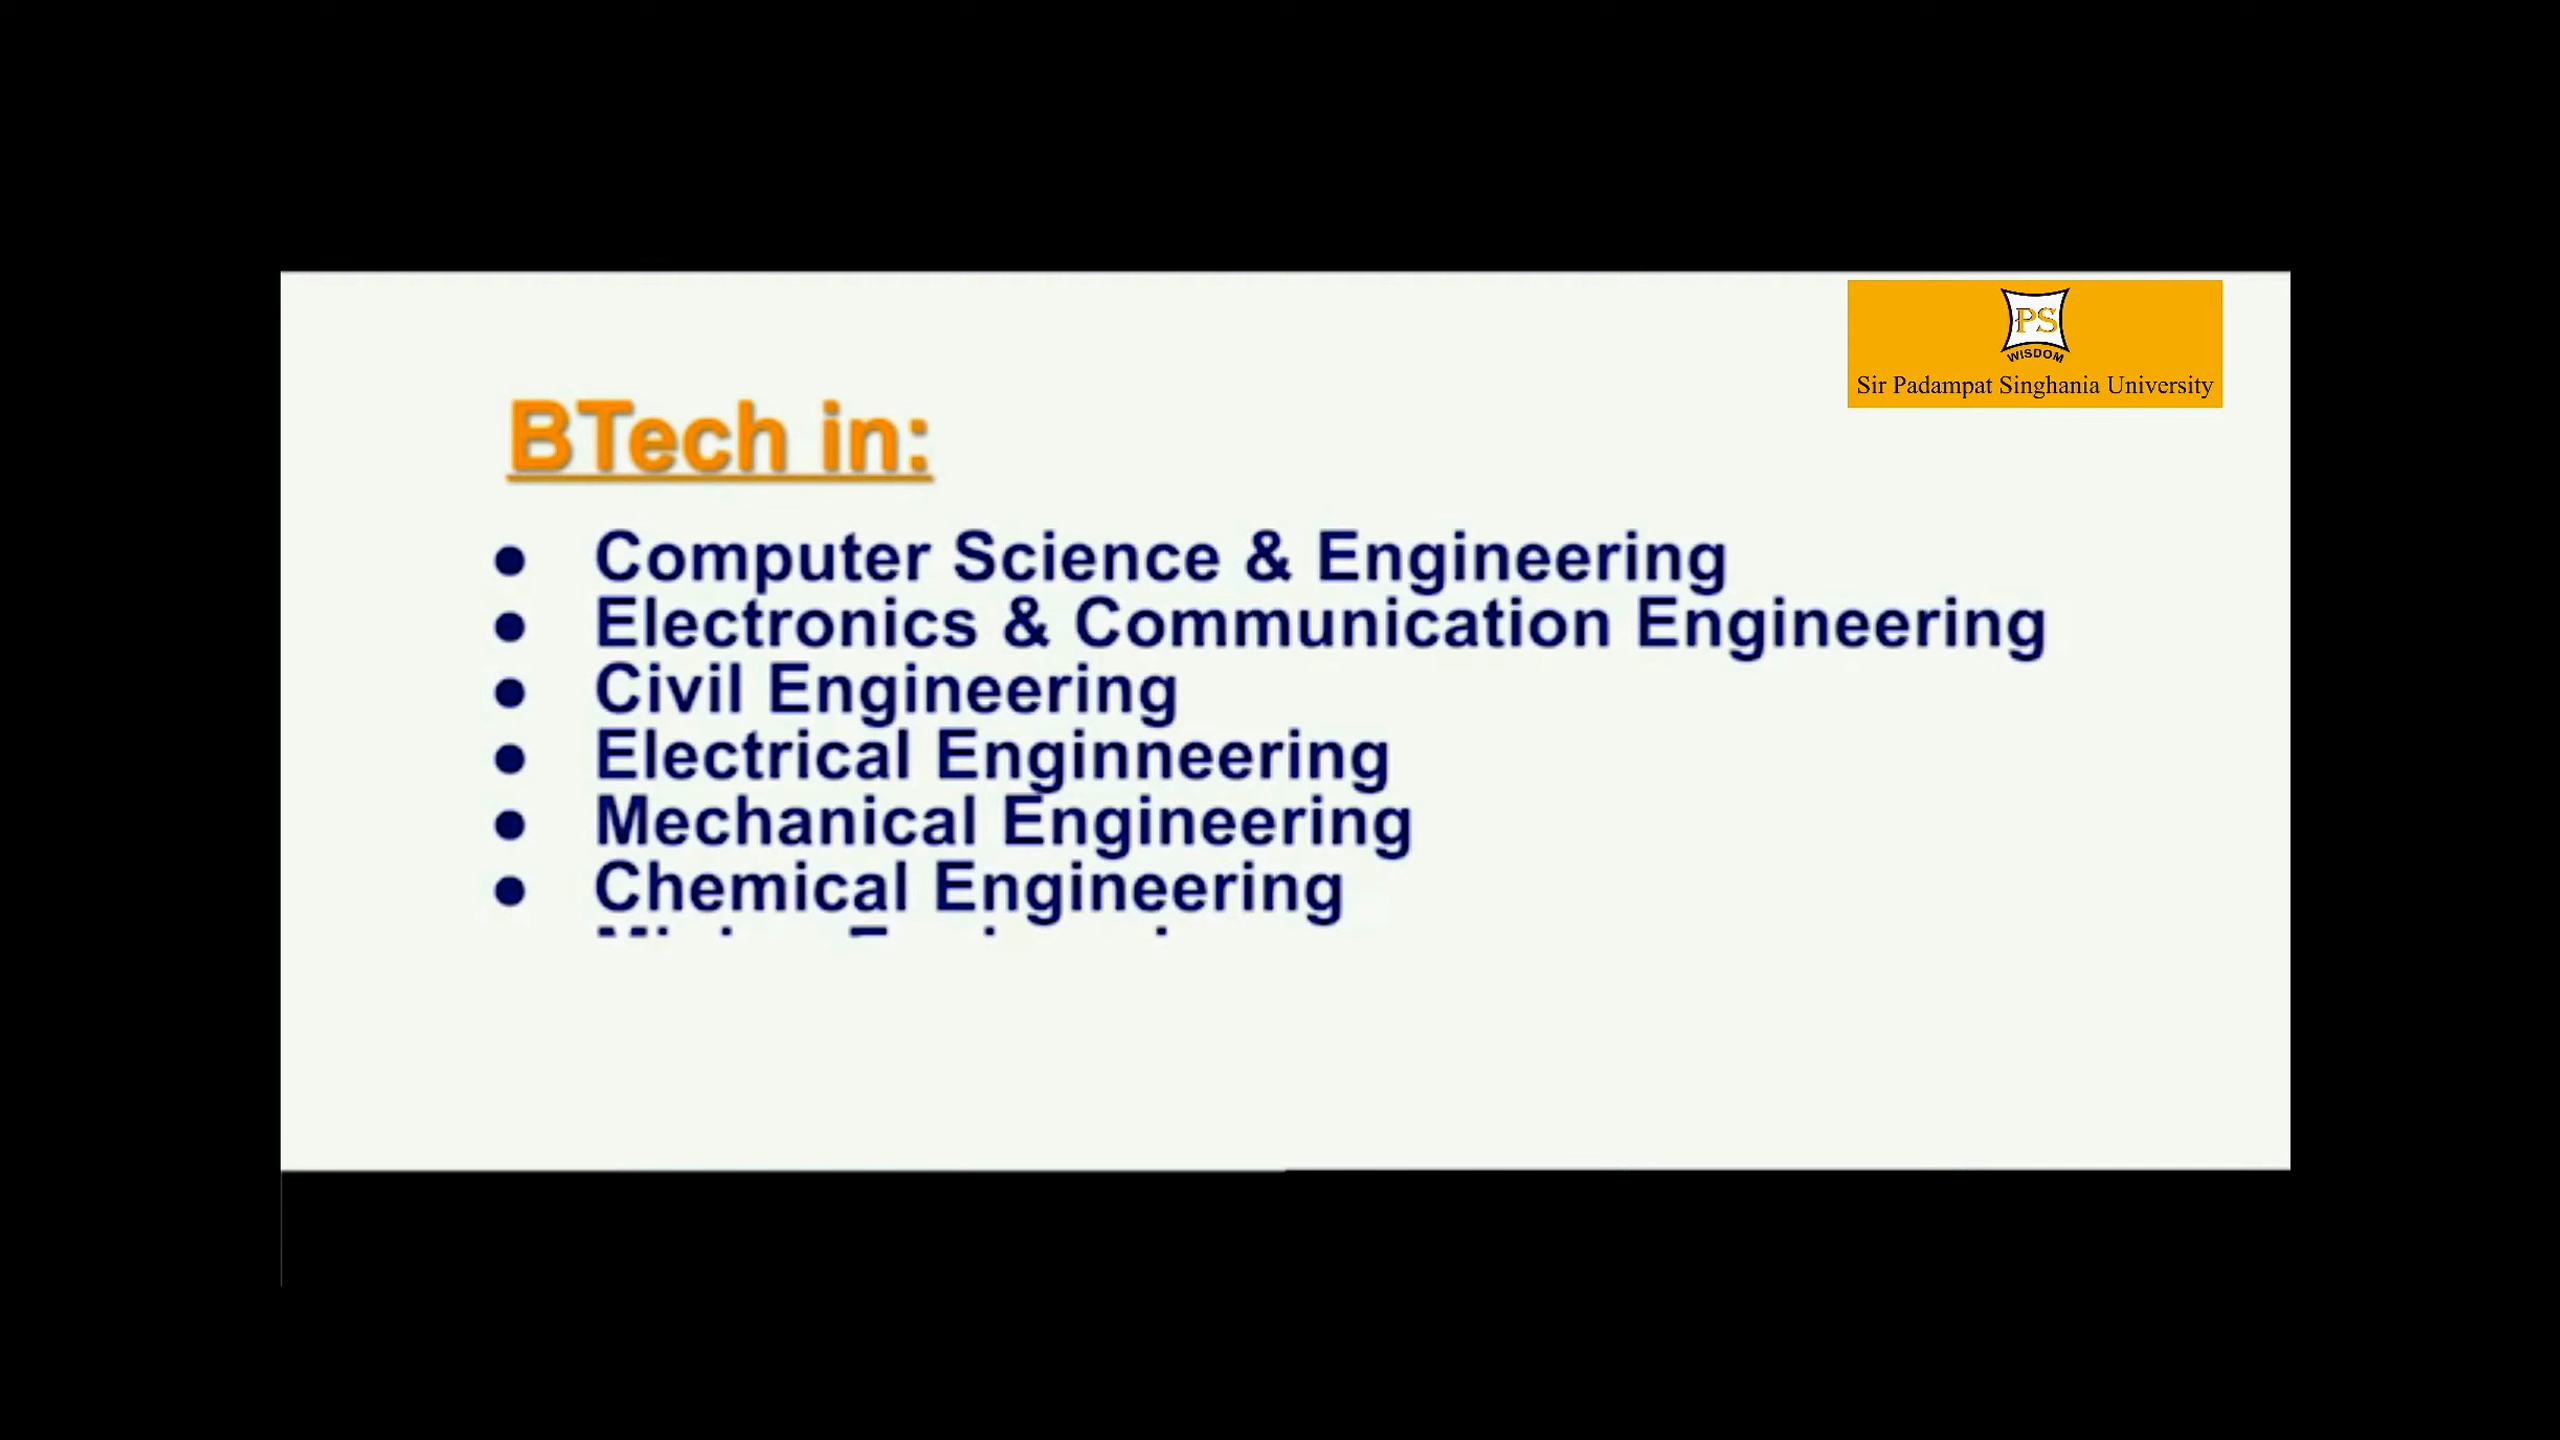 PS
WISDOM
Sir Padampat Singhania University
BTech in:
● Computer Science & Engineering
● Electronics & Communication Engineering
● Civil Engineering
● Electrical Enginneering
● Mechanical Engineering
● Chemical Engineering